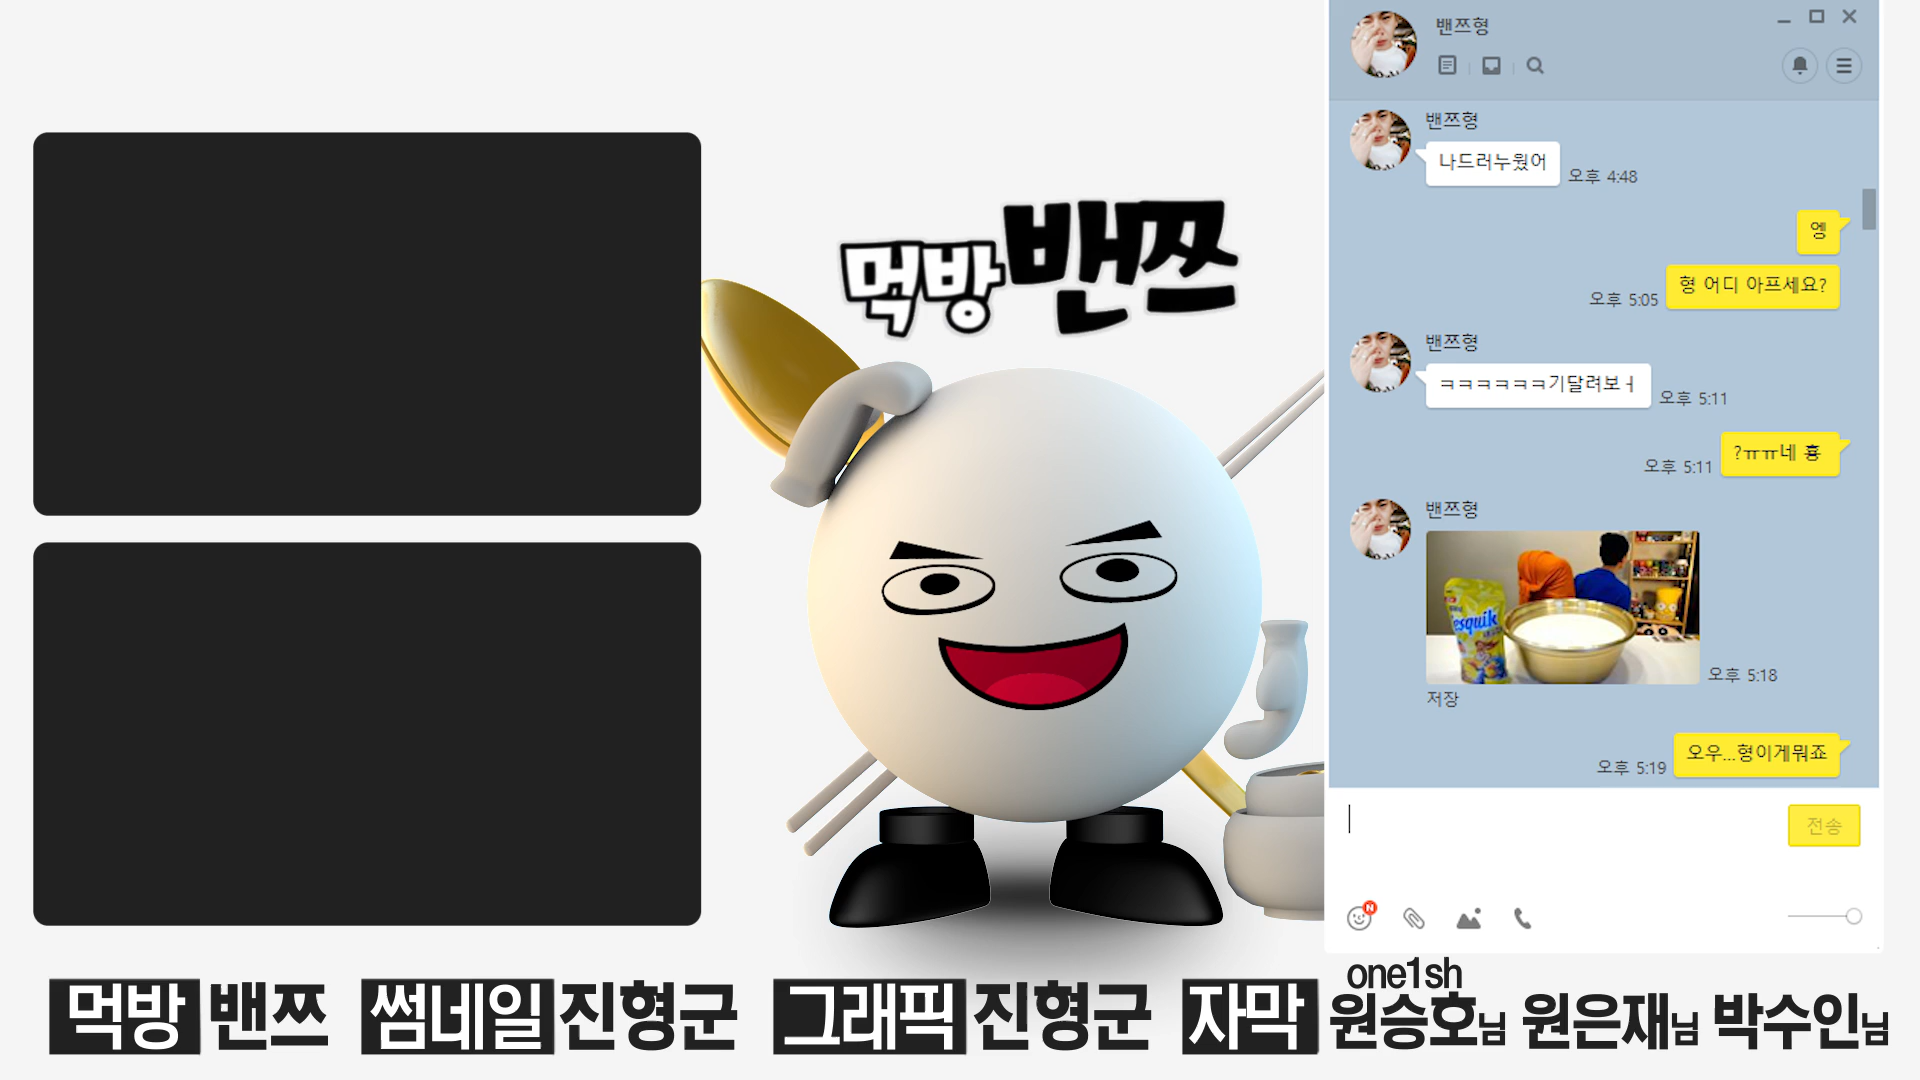 먹방밴쯔
밴쯔형
밴쯔형
나드러누웠어
오후 4:48
엥
형 어디 아프세요?
오후 5:05
밴쯔형
ㅋㅋㅋㅋㅋㅋ기달려보ㅓ
오후 5:11
?ㅠㅠ네 흉
오후 5:11
밴쯔형
esquik
오후 5:18
저장
오우...형이게뭐죠
오후 5:19
전송
N
one1sh
먹방 밴쯔 썸네일 진형군 그래픽 진형군 자막 원승호님 원은재님 박수인님